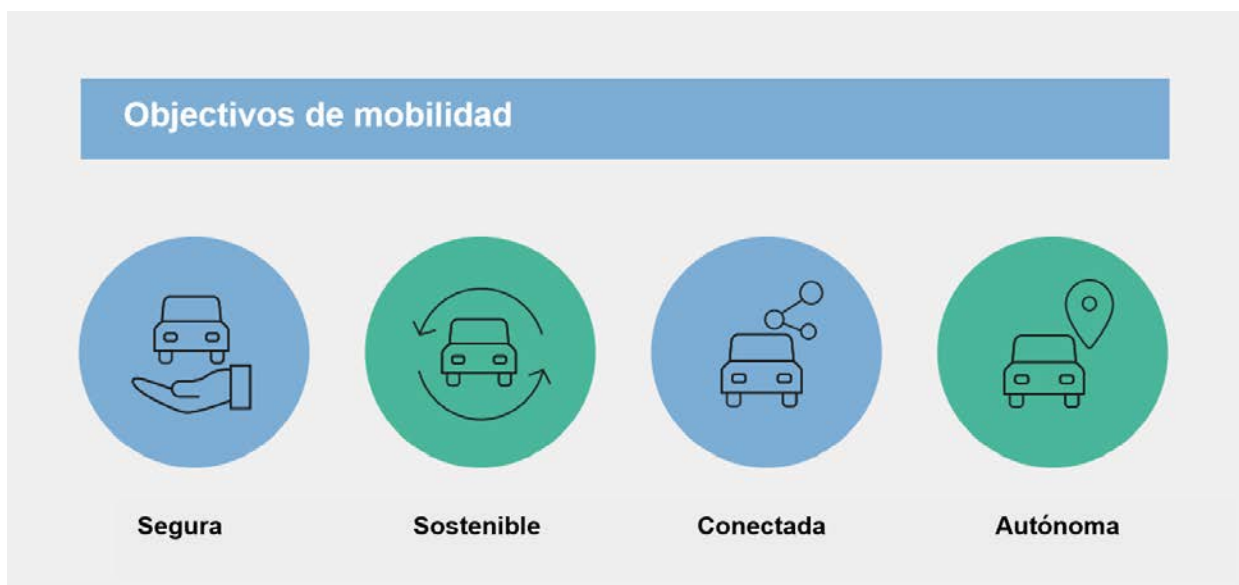 Objectivos de mobilidad
Segura
Sostenible
Conectada
Autónoma